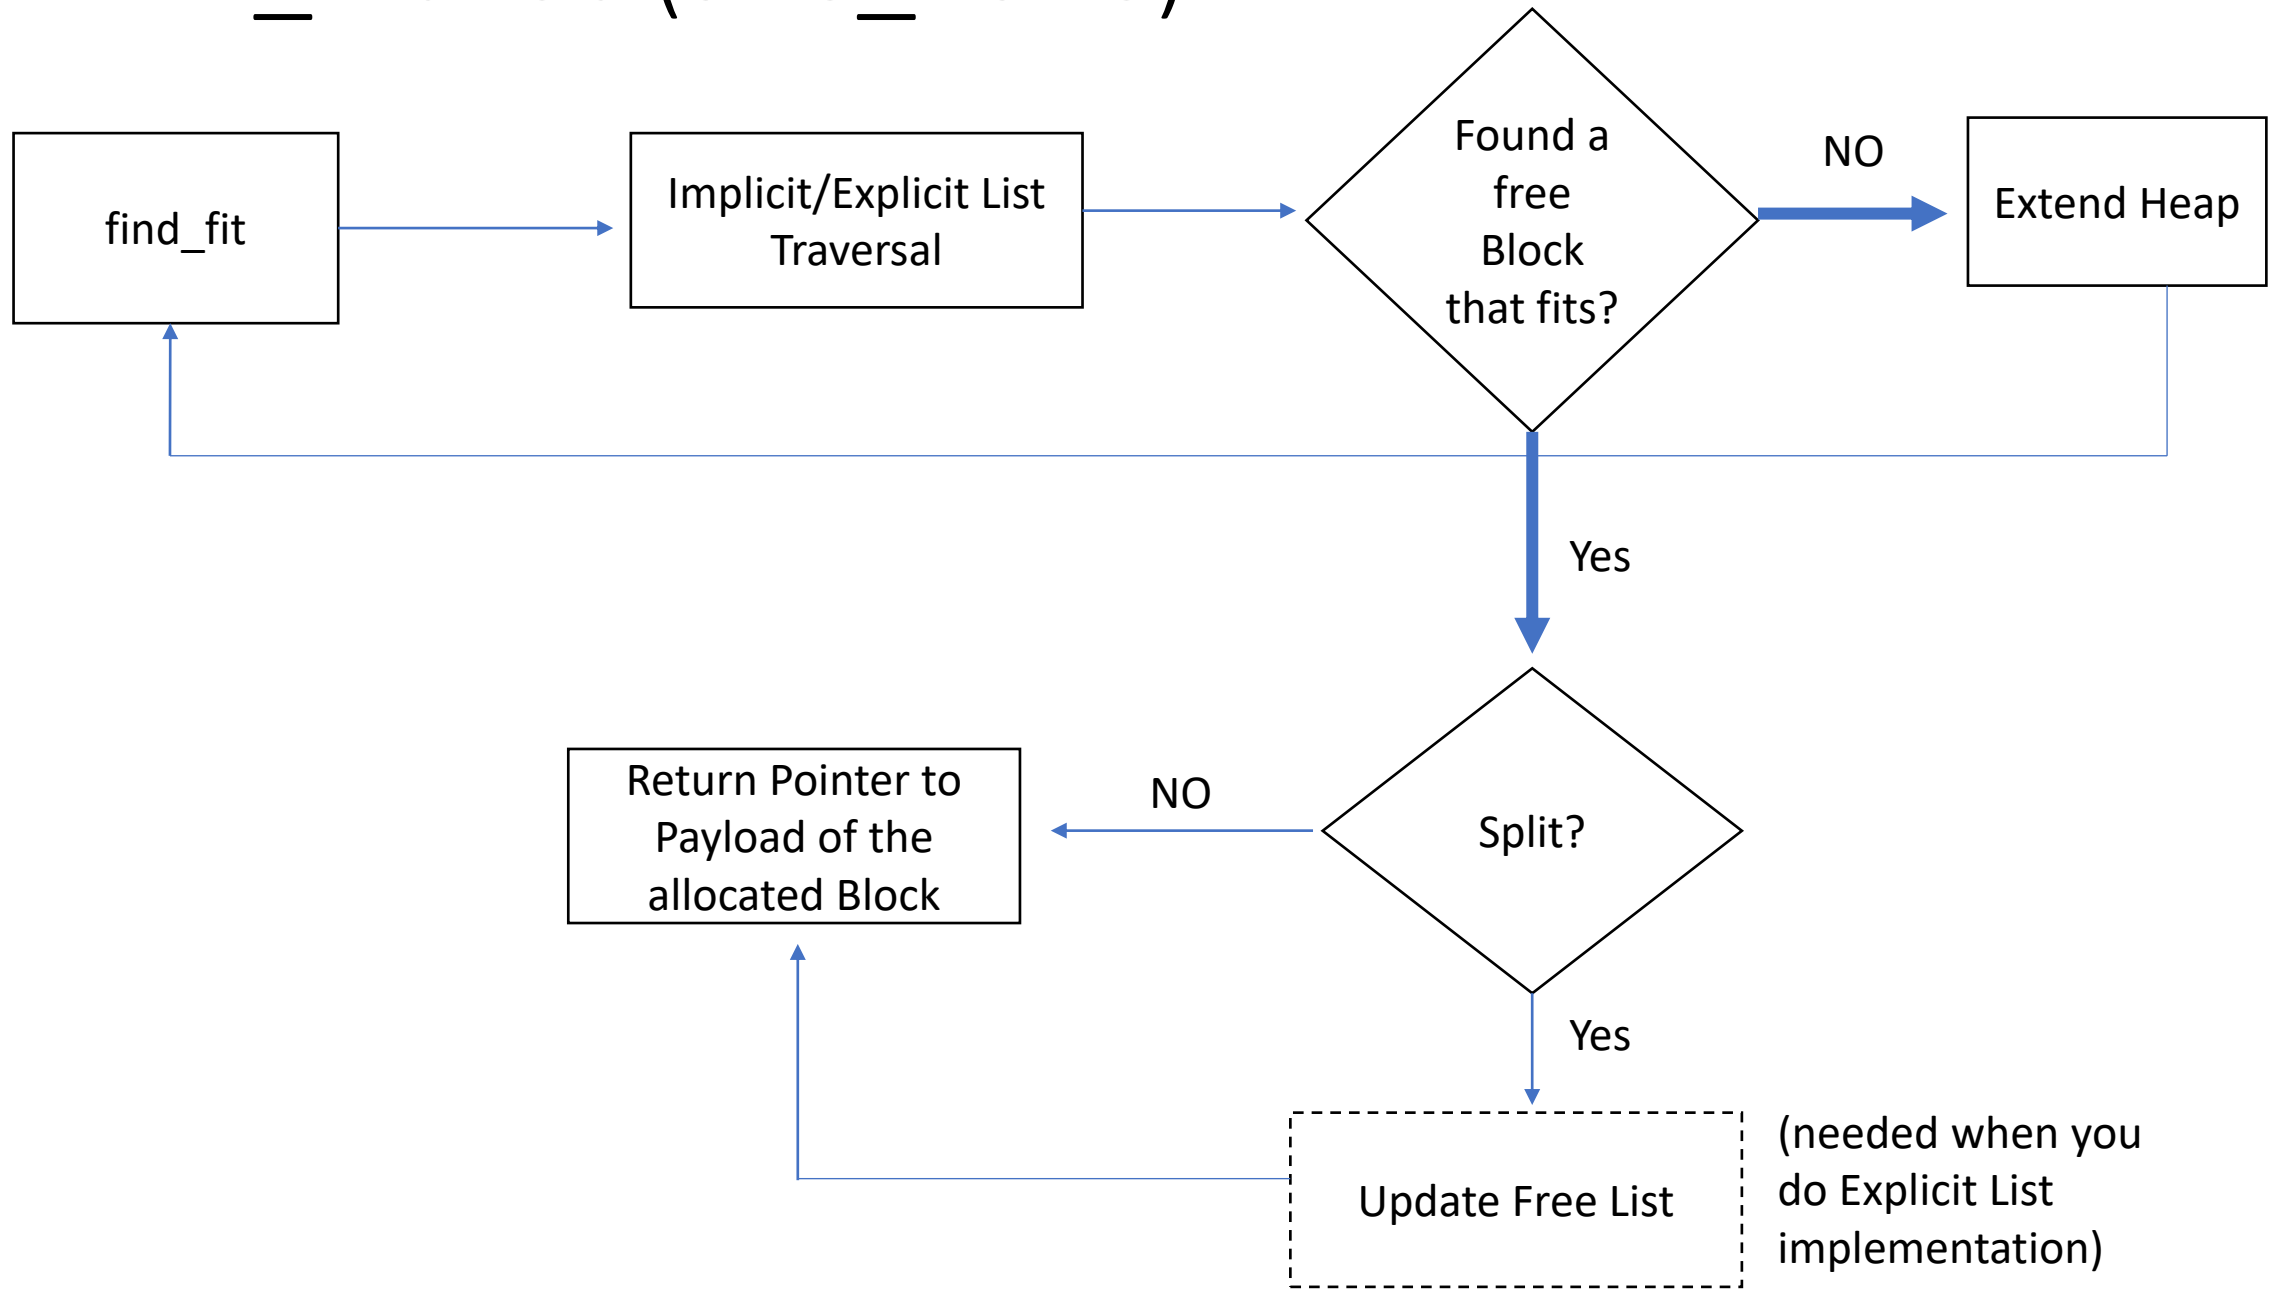 find_fit
Implicit/Explicit List
Traversal
Found a
free
Block
that fits?
NO
Extend Heap
Yes
Return Pointer to
Payload of the
allocated Block
NO
Split?
Yes
Update Free List
(needed when you
do Explicit List
implementation)